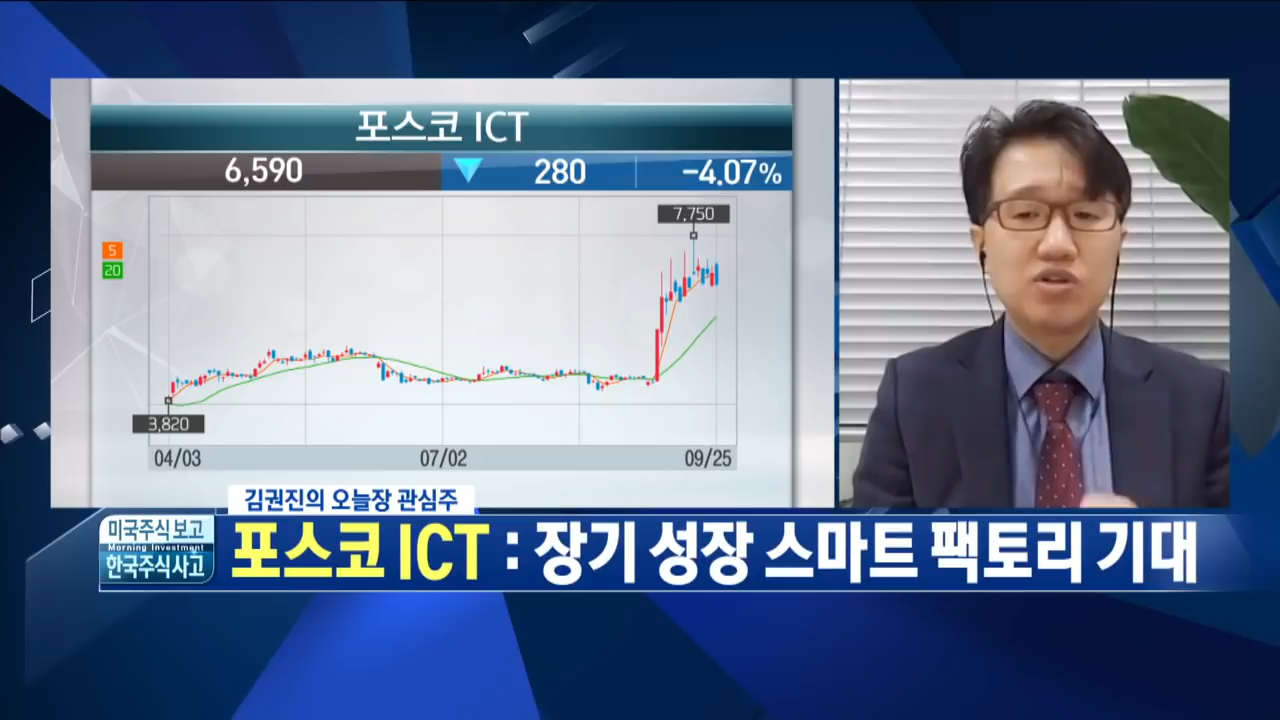 포스코 ICT
6,590 ▼ 280 -4.07%
7,750
5
20
3,820
04/03 07/02 09/25
김권진의 오늘장 관심주
미국주식 보고
Morning Investment
한국주식사고
포스코 ICT : 장기 성장 스마트 팩토리 기대